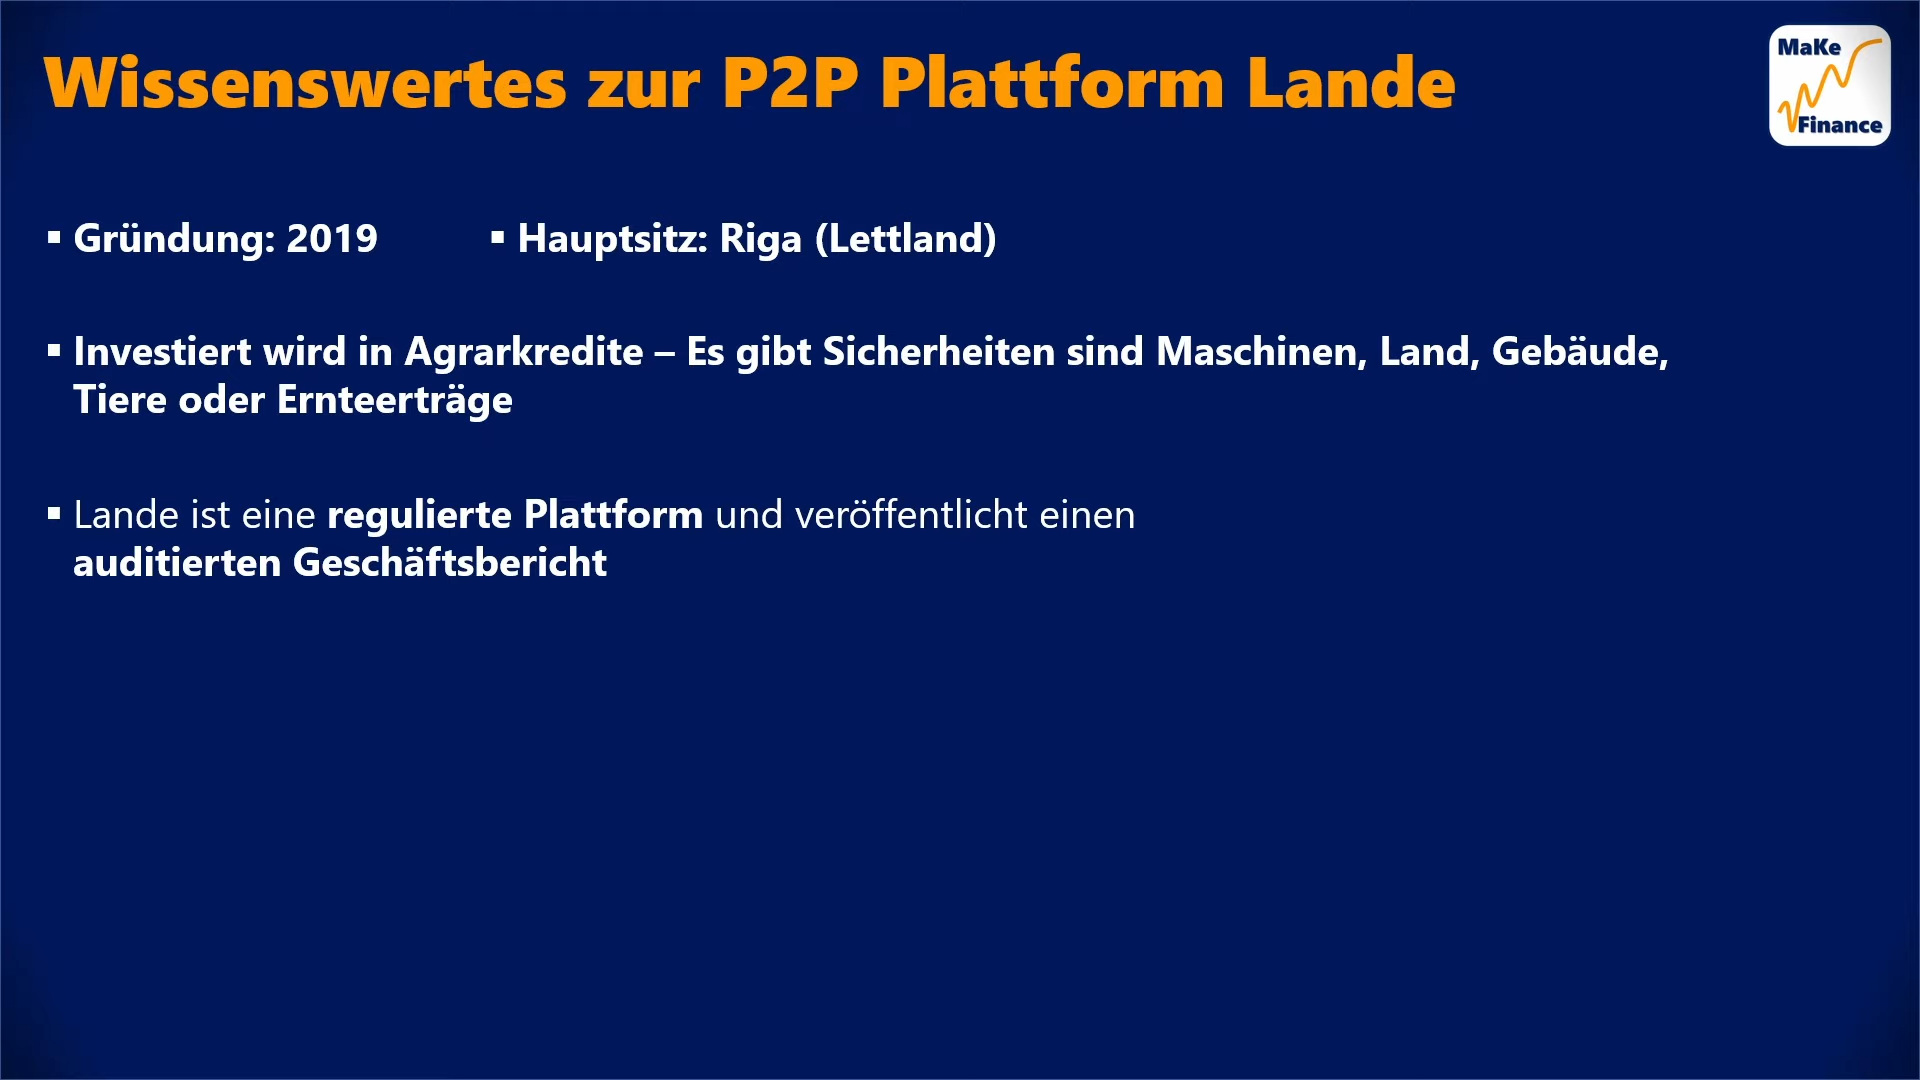 Wissenswertes zur P2P Plattform Lande
MaKe
Finance
▪ Gründung: 2019 ▪ Hauptsitz: Riga (Lettland)
▪ Investiert wird in Agrarkredite – Es gibt Sicherheiten sind Maschinen, Land, Gebäude,
Tiere oder Ernteerträge
▪ Lande ist eine regulierte Plattform und veröffentlicht einen
auditierten Geschäftsbericht